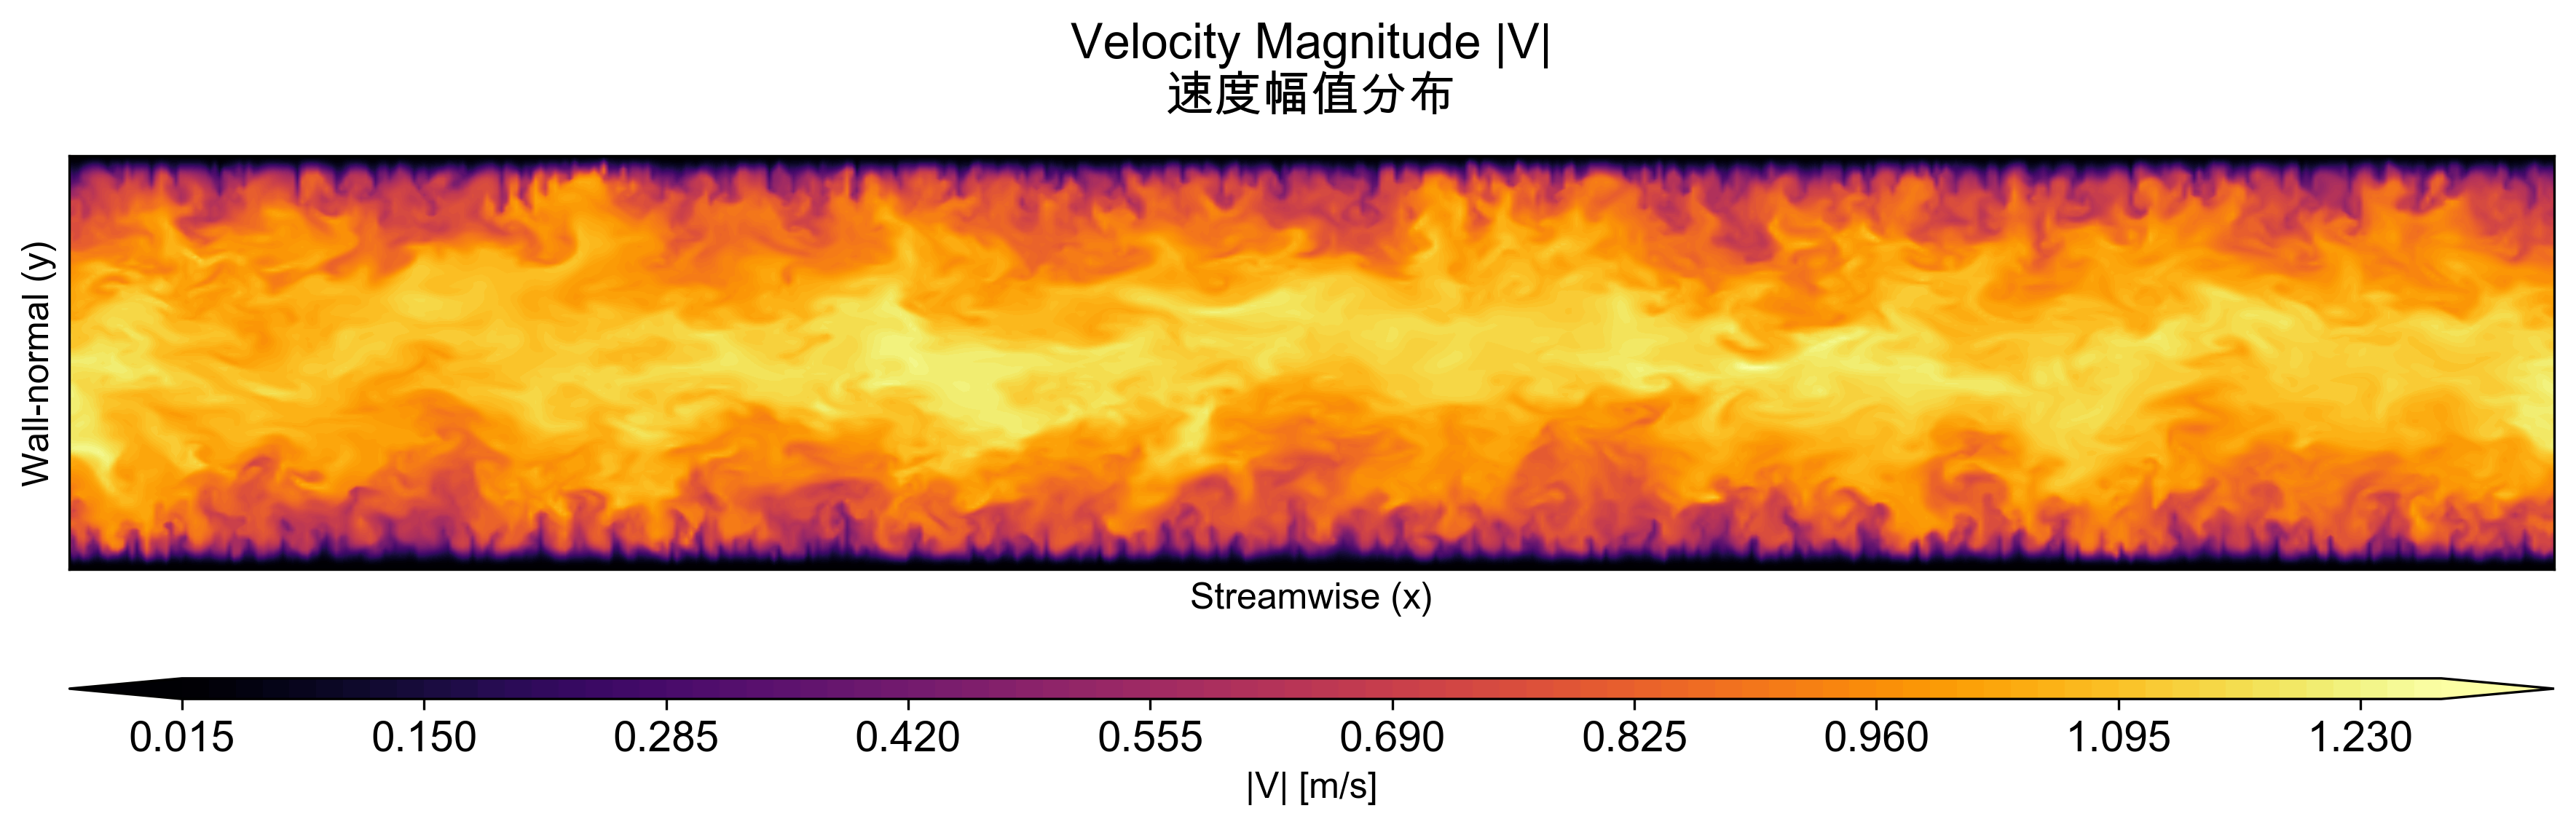 Velocity Magnitude |V|
速度幅值分布
Wall-normal (y)
Streamwise (x)
0.015 0.150 0.285 0.420 0.555 0.690 0.825 0.960 1.095 1.230
|V| [m/s]